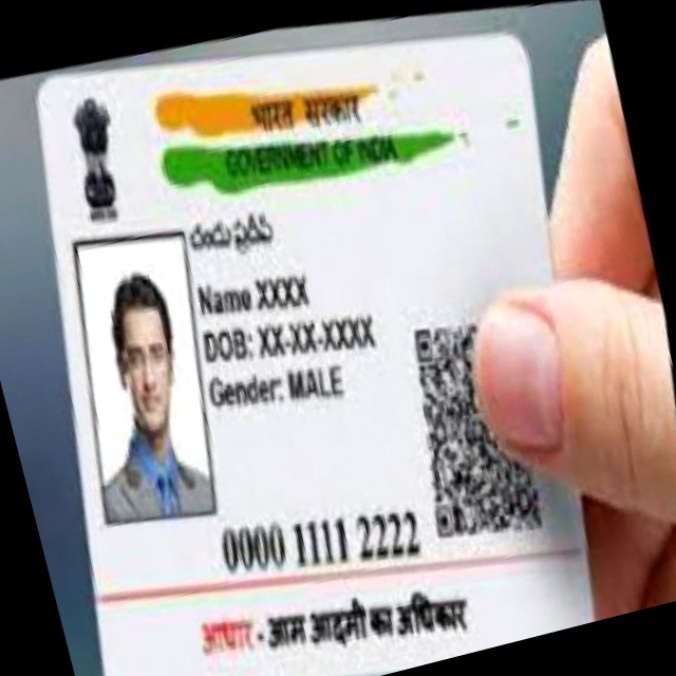 भारत सरकार
GOVERNMENT OF INDIA
చందు ప్రదీప్
Name XXXX
DOB: XX-XX-XXXX
Gender: MALE
0000 1111 2222
आधार - आम आदमी का अधिकार